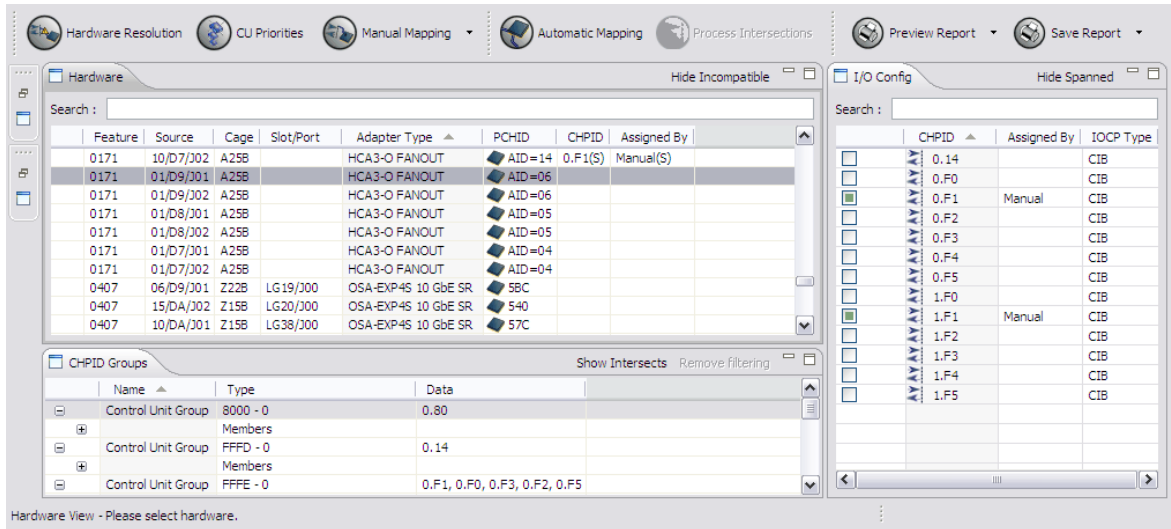 Hardware Resolution CU Priorities Manual Mapping Automatic Mapping Process Intersections Preview Report Save Report
Hardware Hide Incompatible
Search :
Feature Source Cage Slot/Port Adapter Type PCHID CHPID Assigned By
0171 10/D7/J02 A25B HCA3-O FANOUT AID=14 0.F1(S) Manual(S)
0171 01/D9/J01 A25B HCA3-O FANOUT AID=06
0171 01/D9/J02 A25B HCA3-O FANOUT AID=06
0171 01/D8/J01 A25B HCA3-O FANOUT AID=05
0171 01/D8/J02 A25B HCA3-O FANOUT AID=05
0171 01/D7/J01 A25B HCA3-O FANOUT AID=04
0171 01/D7/J02 A25B HCA3-O FANOUT AID=04
0407 06/D9/J01 Z22B LG19/J00 OSA-EXP4S 10 GbE SR 5BC
0407 15/DA/J02 Z15B LG20/J00 OSA-EXP4S 10 GbE SR 540
0407 10/DA/J01 Z15B LG38/J00 OSA-EXP4S 10 GbE SR 57C
CHPID Groups Show Intersects Remove filtering
Name Type Data
Control Unit Group 8000 - 0 0.80
Members
Control Unit Group FFFD - 0 0.14
Members
Control Unit Group FFFE - 0 0.F1, 0.F0, 0.F3, 0.F2, 0.F5
I/O Config Hide Spanned
Search :
CHPID Assigned By IOCP Type
0.14 CIB
0.F0 CIB
0.F1 Manual CIB
0.F2 CIB
0.F3 CIB
0.F4 CIB
0.F5 CIB
1.F0 CIB
1.F1 Manual CIB
1.F2 CIB
1.F3 CIB
1.F4 CIB
1.F5 CIB
Hardware View - Please select hardware.